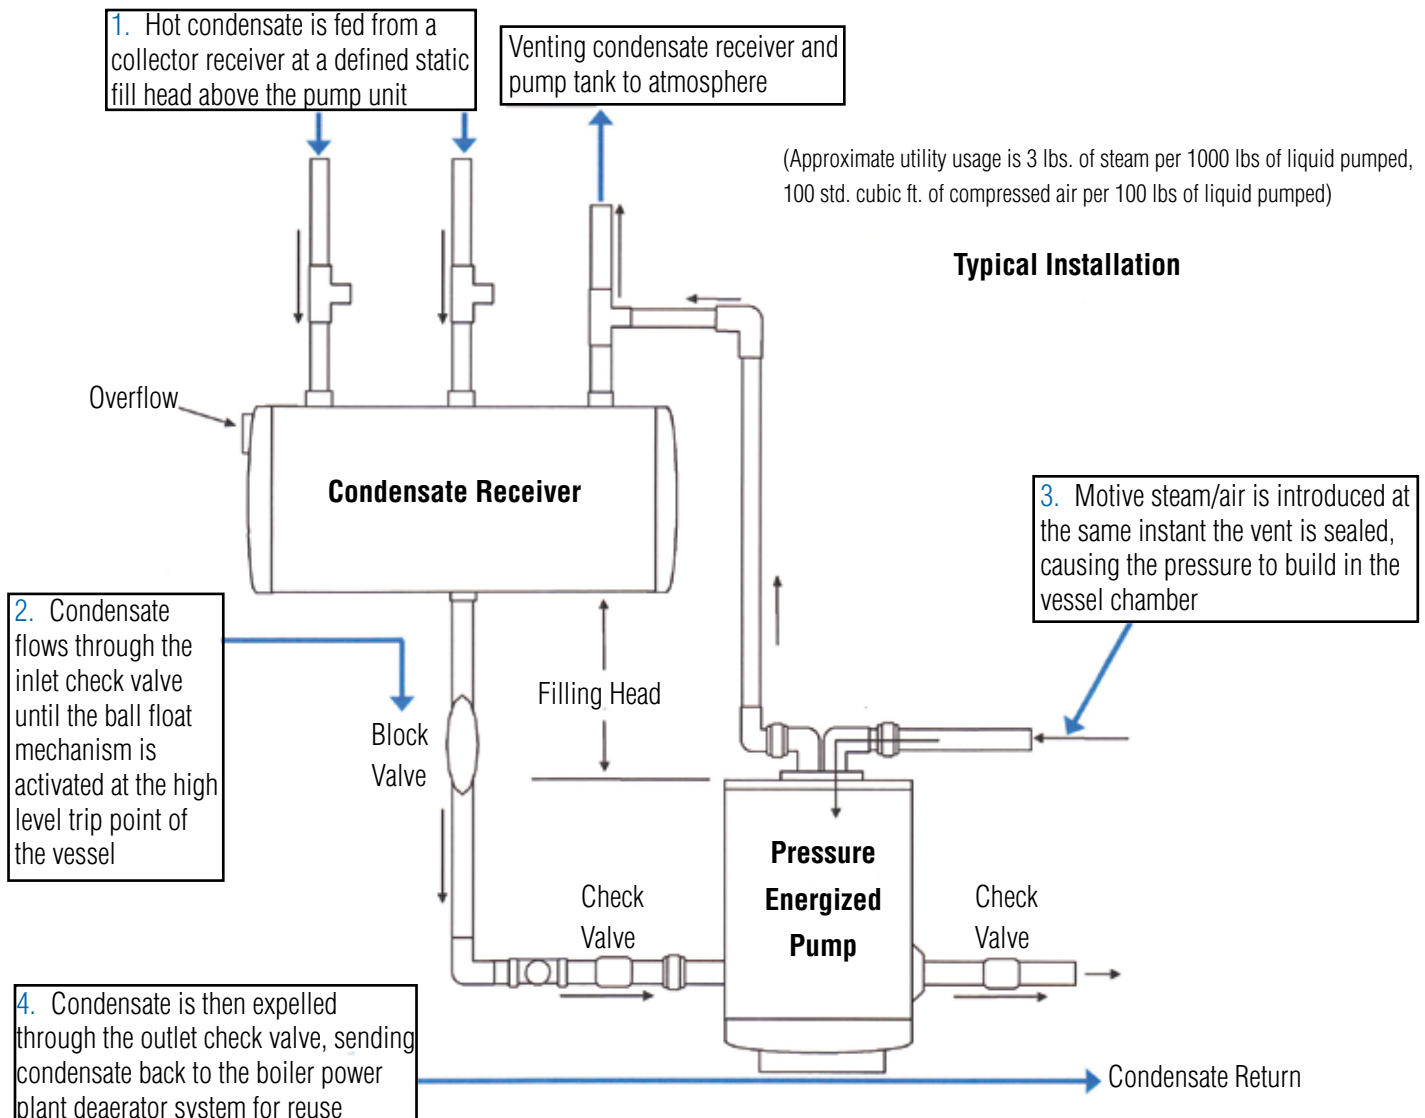 1. Hot condensate is fed from a
collector receiver at a defined static
fill head above the pump unit
Venting condensate receiver and
pump tank to atmosphere
(Approximate utility usage is 3 lbs. of steam per 1000 lbs of liquid pumped,
100 std. cubic ft. of compressed air per 100 lbs of liquid pumped)
Typical Installation
Overflow
Condensate Receiver
3. Motive steam/air is introduced at
the same instant the vent is sealed,
causing the pressure to build in the
vessel chamber
2. Condensate
flows through the
inlet check valve
until the ball float
mechanism is
activated at the high
level trip point of
the vessel
Filling Head
Block
Valve
Pressure
Energized
Pump
Check
Valve
Check
Valve
4. Condensate is then expelled
through the outlet check valve, sending
condensate back to the boiler power
plant deaerator system for reuse
Condensate Return